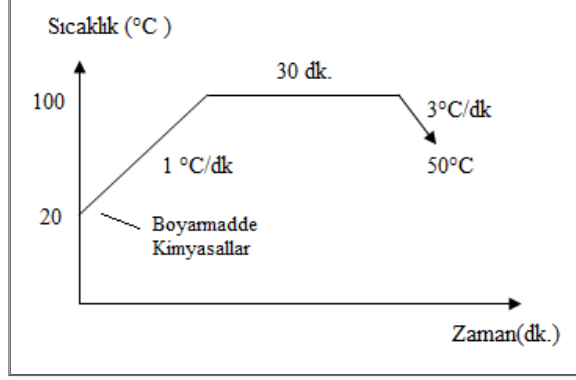 Sıcaklık (°C )
30 dk.
100
3°C/dk
1 °C/dk
50°C
20
Boyarmadde
Kimyasallar
Zaman(dk.)